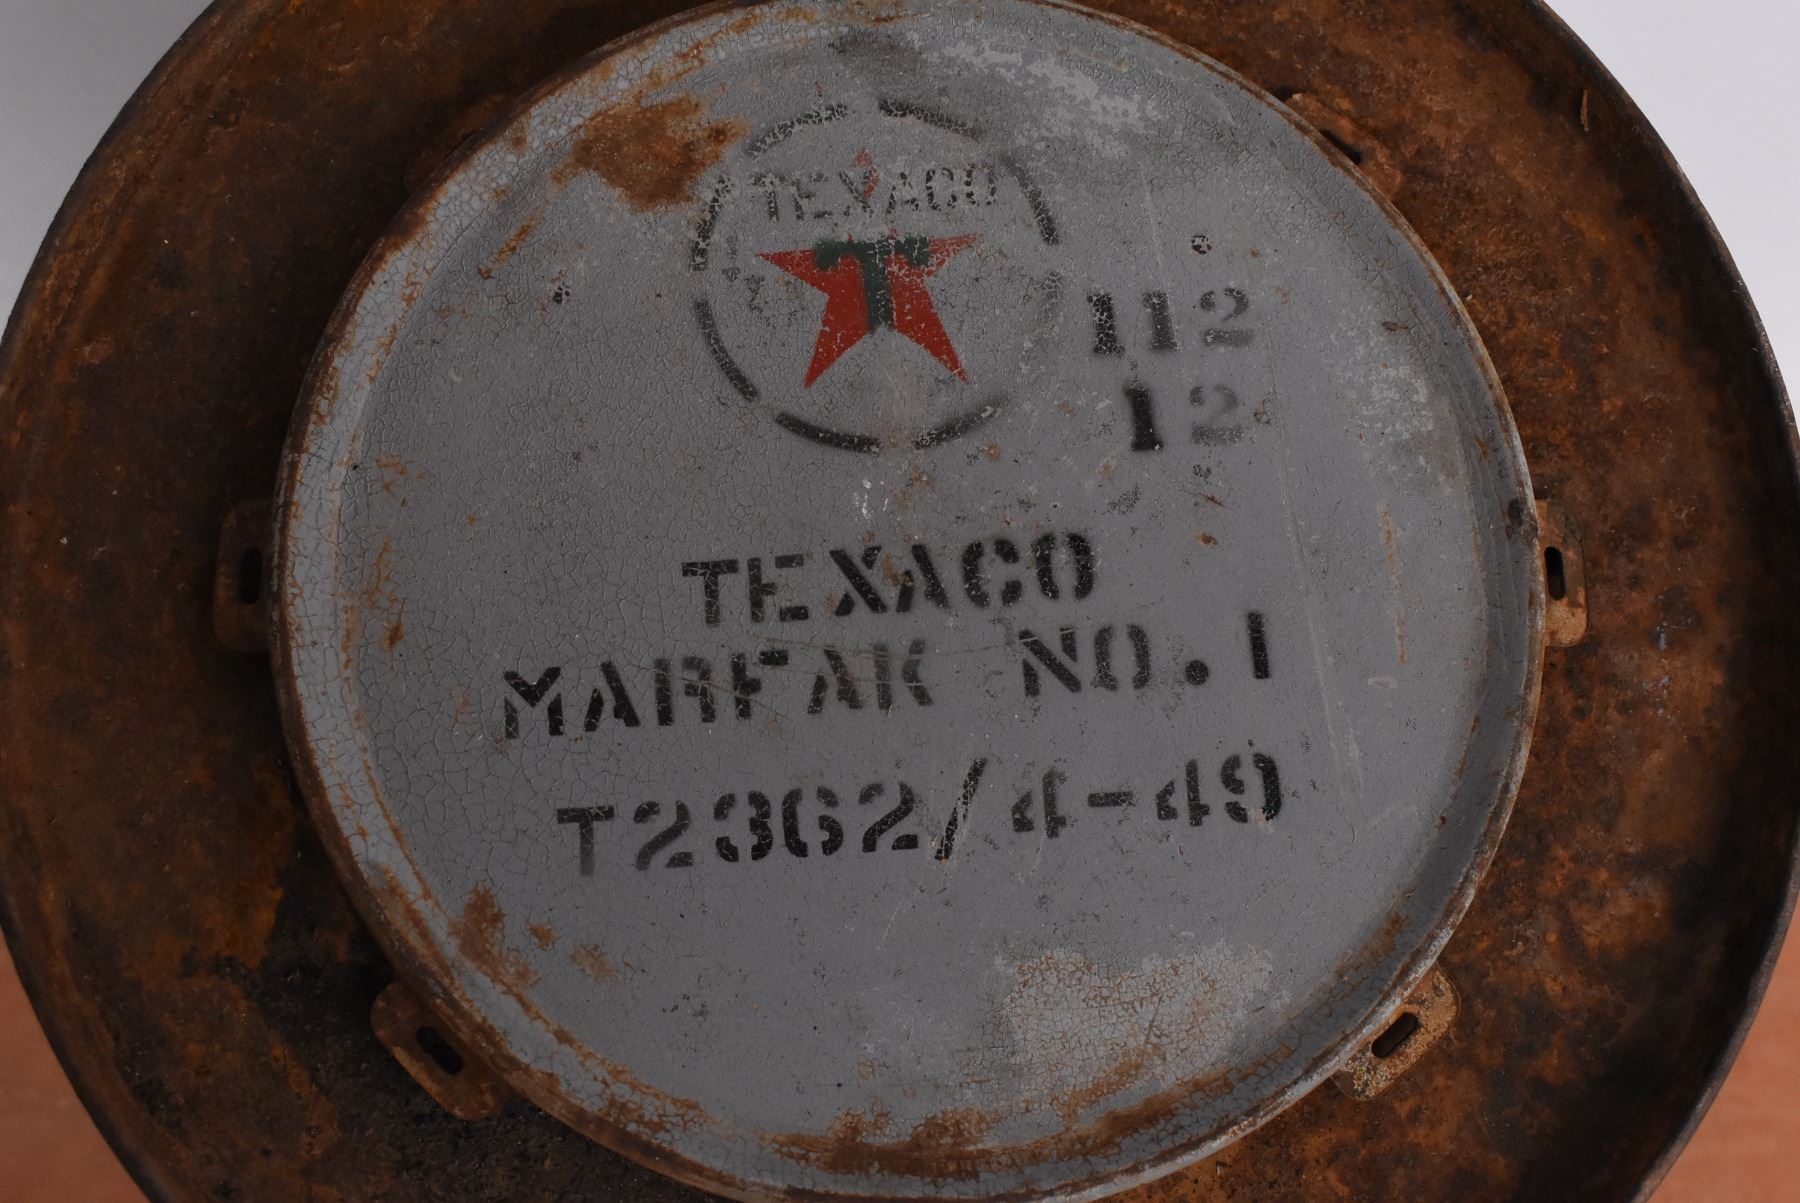 TEXACO
T
112
12
TEXACO
MARFAK NO. 1
T2362/4-49